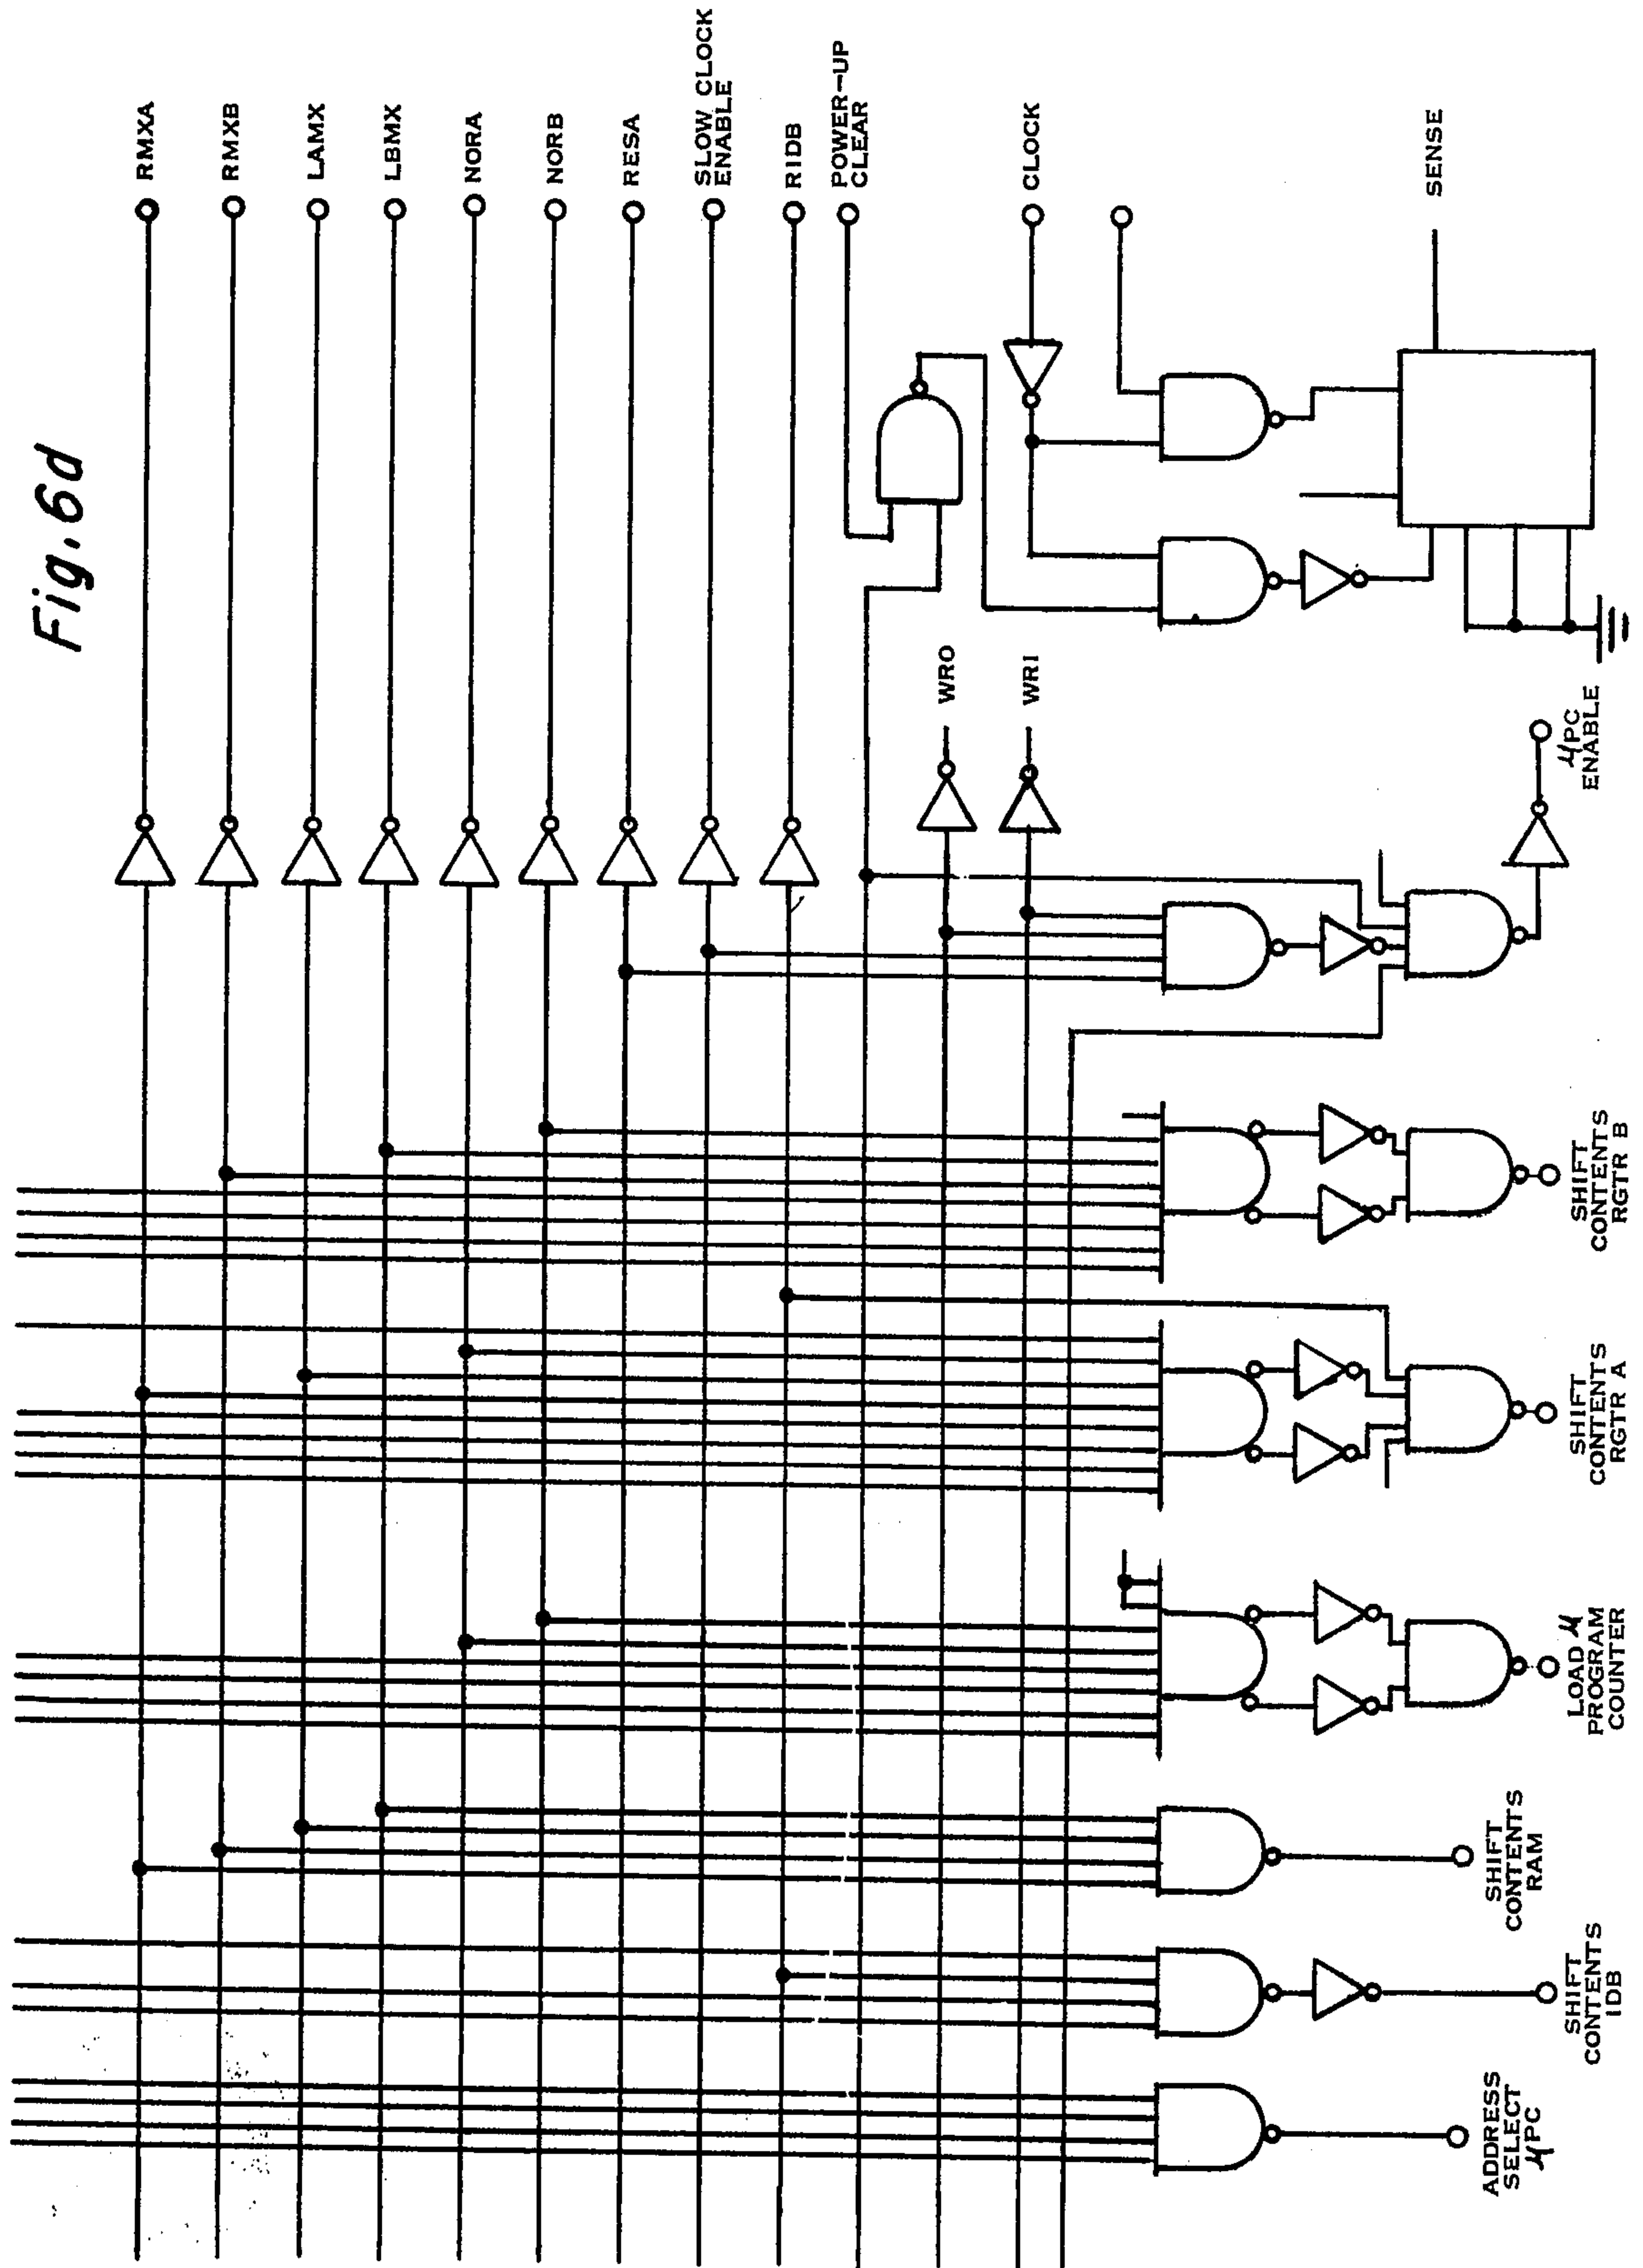 Fig. 6d
RMXA
RMXB
LAMX
LBMX
NORA
NORB
RESA
SLOW CLOCK
ENABLE
RIDB
POWER-UP
CLEAR
CLOCK
SENSE
WRO
WRI
μPC
ENABLE
SHIFT
CONTENTS
RGTR B
SHIFT
CONTENTS
RGTR A
LOAD μ
PROGRAM
COUNTER
SHIFT
CONTENTS
RAM
SHIFT
CONTENTS
IDB
ADDRESS
SELECT
μPC